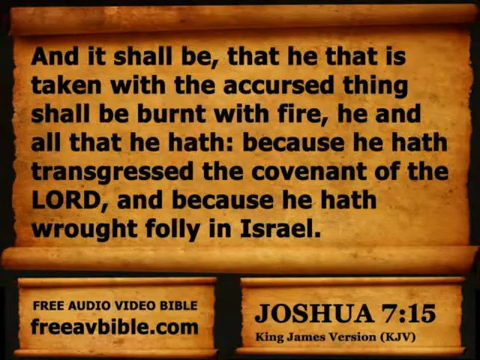 And it shall be, that he that is
taken with the accursed thing
shall be burnt with fire, he and
all that he hath: because he hath
transgressed the covenant of the
LORD, and because he hath
wrought folly in Israel.
FREE AUDIO VIDEO BIBLE
freeavbible.com
JOSHUA 7:15
King James Version (KJV)